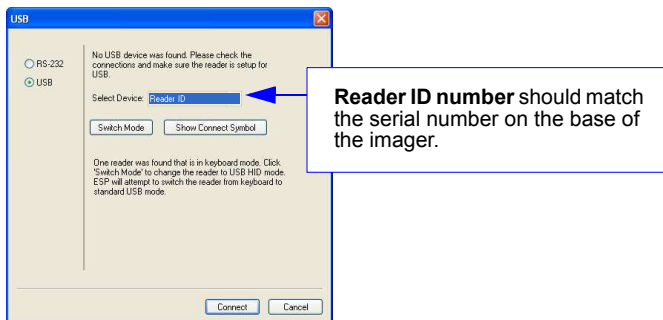 USB
RS-232
USB
No USB device was found. Please check the
connections and make sure the reader is setup for
USB.
Select Device: Reader ID
Switch Mode Show Connect Symbol
One reader was found that is in keyboard mode. Click
'Switch Mode' to change the reader to USB HID mode.
ESP will attempt to switch the reader from keyboard to
standard USB mode.
Connect Cancel
Reader ID number should match
the serial number on the base of
the imager.